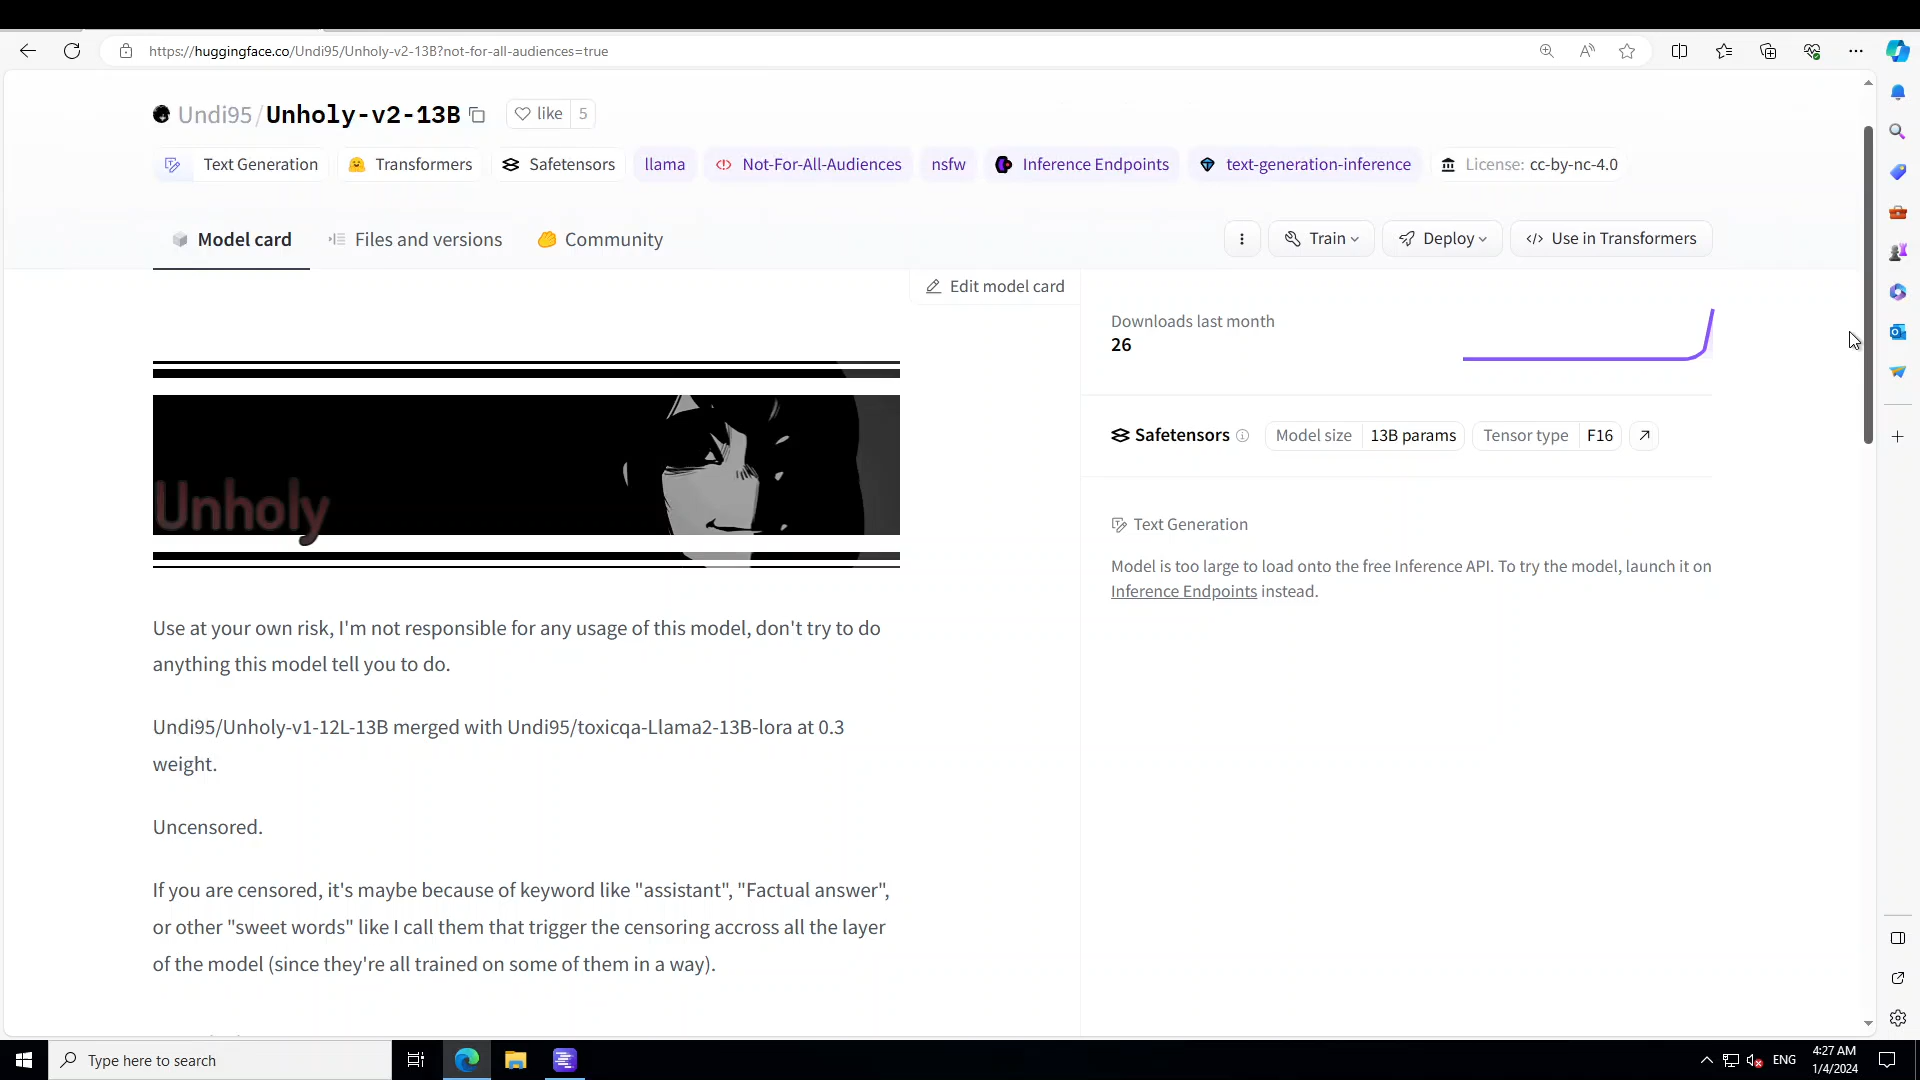 https://huggingface.co/Undi95/Unholy-v2-13B?not-for-all-audiences=true
Undi95/Unholy-v2-13B
like 5
Text Generation
Transformers
Safetensors
llama
Not-For-All-Audiences
nsfw
Inference Endpoints
text-generation-inference
License: cc-by-nc-4.0
Model card
Files and versions
Community
Train
Deploy
Use in Transformers
Edit model card
Downloads last month
26
Unholy
Safetensors
Model size 13B params
Tensor type F16
Text Generation
Model is too large to load onto the free Inference API. To try the model, launch it on
Inference Endpoints instead.
Use at your own risk, I'm not responsible for any usage of this model, don't try to do
anything this model tell you to do.
Undi95/Unholy-v1-12L-13B merged with Undi95/toxicqa-Llama2-13B-lora at 0.3
weight.
Uncensored.
If you are censored, it's maybe because of keyword like "assistant", "Factual answer",
or other "sweet words" like I call them that trigger the censoring accross all the layer
of the model (since they're all trained on some of them in a way).
Type here to search
ENG
4:27 AM
1/4/2024